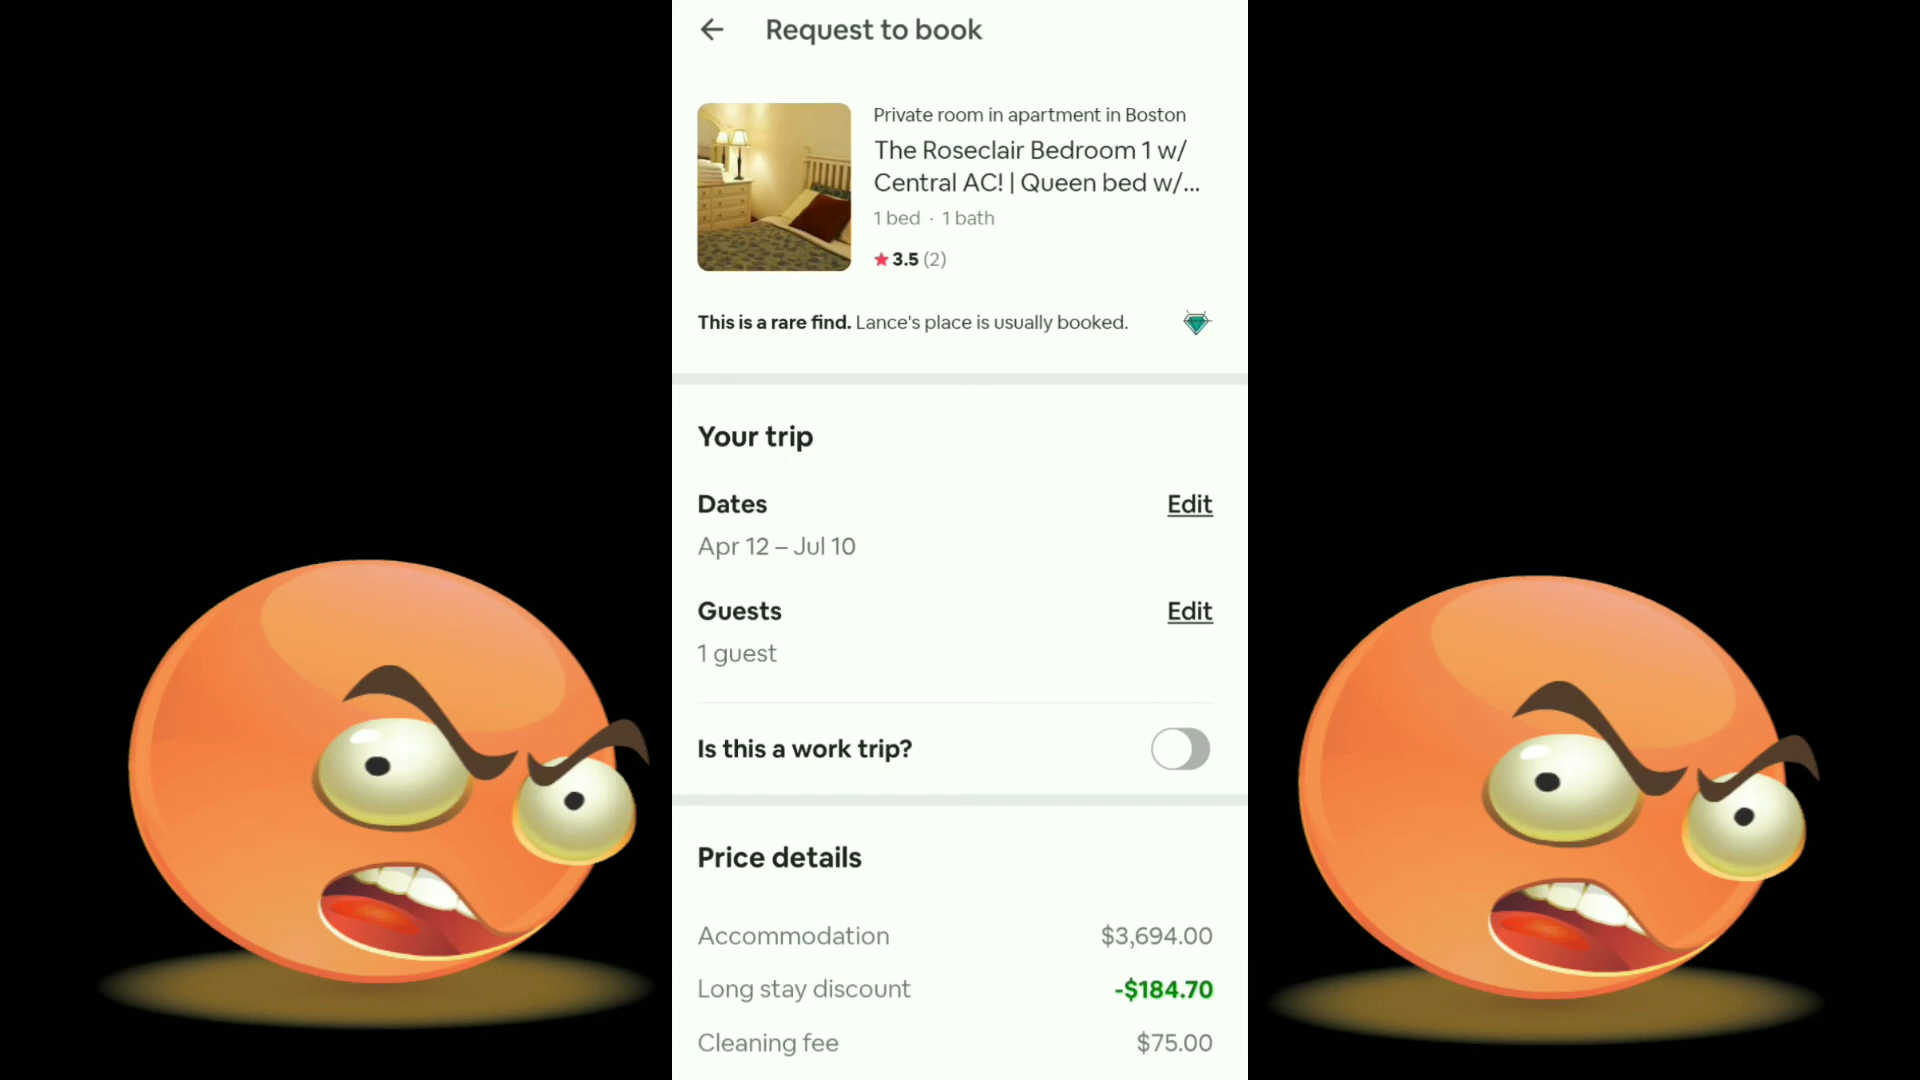 Request to book
Private room in apartment in Boston
The Roseclair Bedroom 1 w/
Central AC! | Queen bed w/...
1 bed · 1 bath
3.5 (2)
This is a rare find. Lance's place is usually booked.
Your trip
Dates
Edit
Apr 12 – Jul 10
Guests
Edit
1 guest
Is this a work trip?
Price details
Accommodation $3,694.00
Long stay discount -$184.70
Cleaning fee $75.00